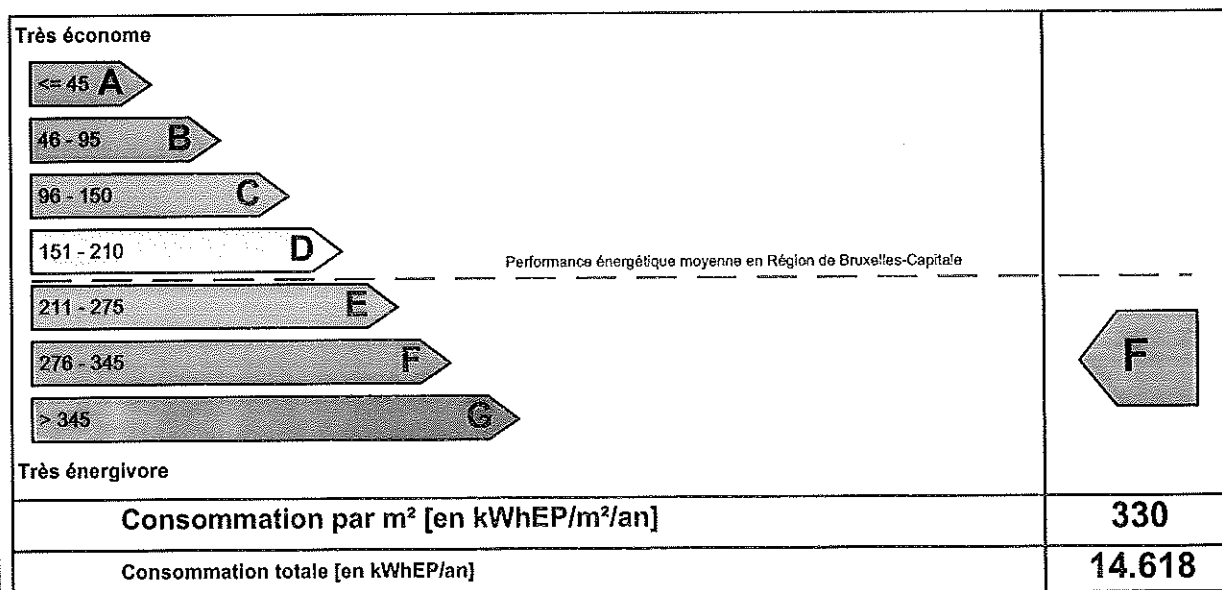 Très économe
<= 45 A
46 - 95 B
96 - 150 C
151 - 210 D
Performance énergétique moyenne en Région de Bruxelles-Capitale
211 - 275 E
276 - 345 F
F
> 345 G
Très énergivore
Consommation par m² [en kWhEP/m²/an] 330
Consommation totale [en kWhEP/an] 14.618